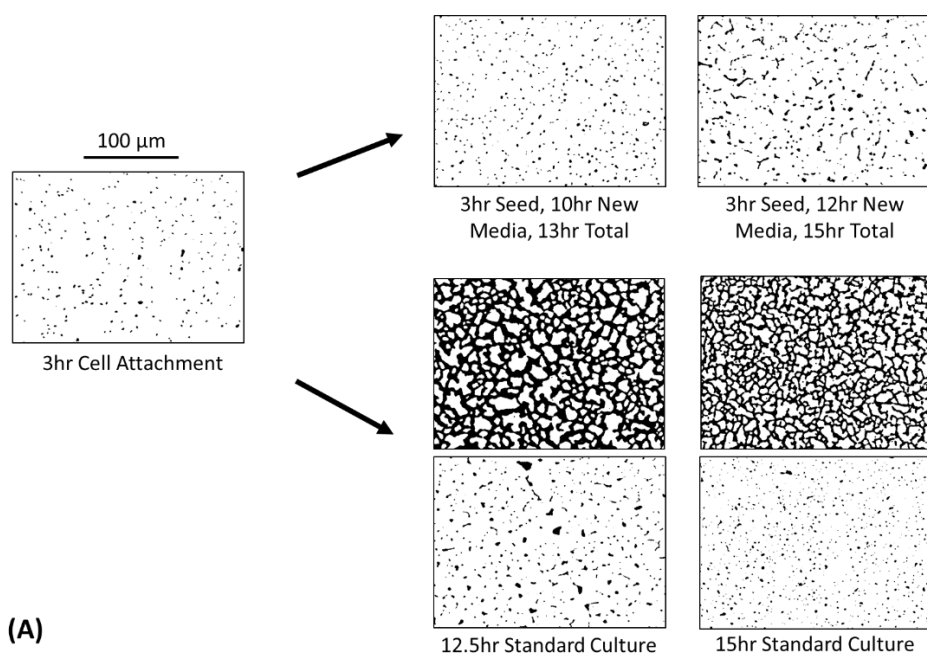 100 µm
3hr Cell Attachment
3hr Seed, 10hr New
Media, 13hr Total
3hr Seed, 12hr New
Media, 15hr Total
12.5hr Standard Culture
15hr Standard Culture
(A)